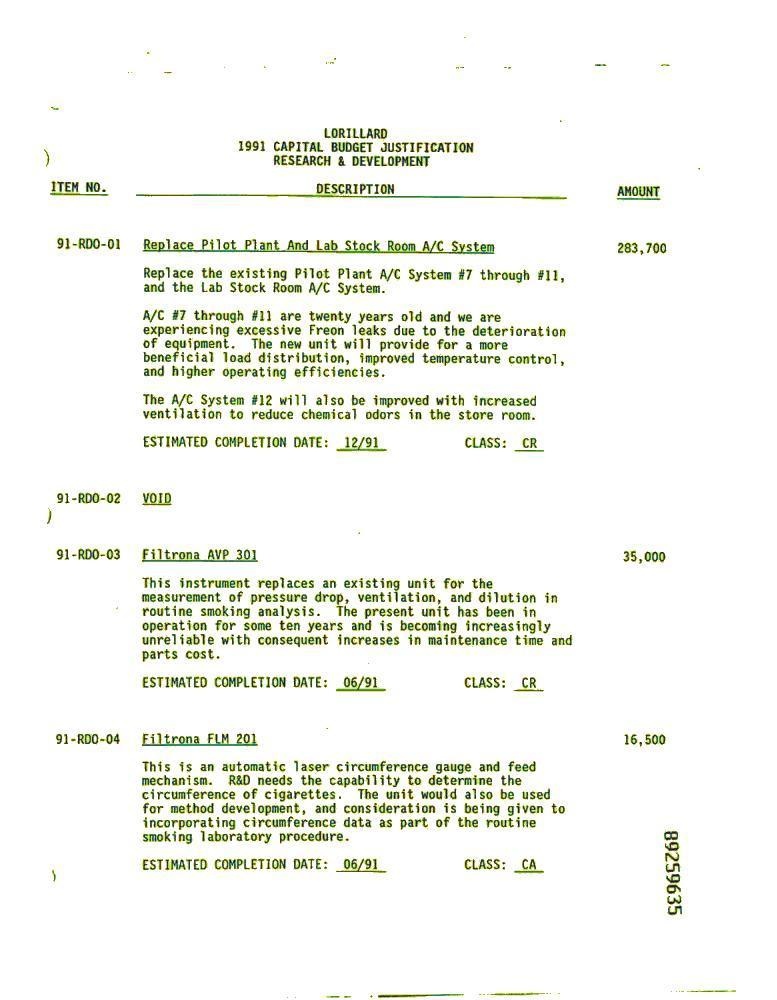 LORILLARD
1991 CAPITAL BUDGET JUSTIFICATION
RESEARCH & DEVELOPMENT
ITEM NO. DESCRIPTION AMOUNT
91-RDO-01 Replace Pilot Plant And Lab Stock Room A/C System 283,700
Replace the existing Pilot Plant A/C System #7 through #11,
and the Lab Stock Room A/C System.
A/C #7 through #11 are twenty years old and we are
experiencing excessive Freon leaks due to the deterioration
of equipment. The new unit will provide for a more
beneficial load distribution, improved temperature control,
and higher operating efficiencies.
The A/C System #12 will also be improved with increased
ventilation to reduce chemical odors in the store room.
ESTIMATED COMPLETION DATE: 12/91 CLASS: CR
91-RDO-02 VOID
91-RDO-03 Filtrona AVP 301 35,000
This instrument replaces an existing unit for the
measurement of pressure drop, ventilation, and dilution in
routine smoking analysis. The present unit has been in
operation for some ten years and is becoming increasingly
unreliable with consequent increases in maintenance time and
parts cost.
ESTIMATED COMPLETION DATE: 06/91 CLASS: CR
91-RDO-04 Filtrona FLM 201 16,500
This is an automatic laser circumference gauge and feed
mechanism. R&D needs the capability to determine the
circumference of cigarettes. The unit would also be used
for method development, and consideration is being given to
incorporating circumference data as part of the routine
smoking laboratory procedure.
ESTIMATED COMPLETION DATE: 06/91 CLASS: CA
89259635